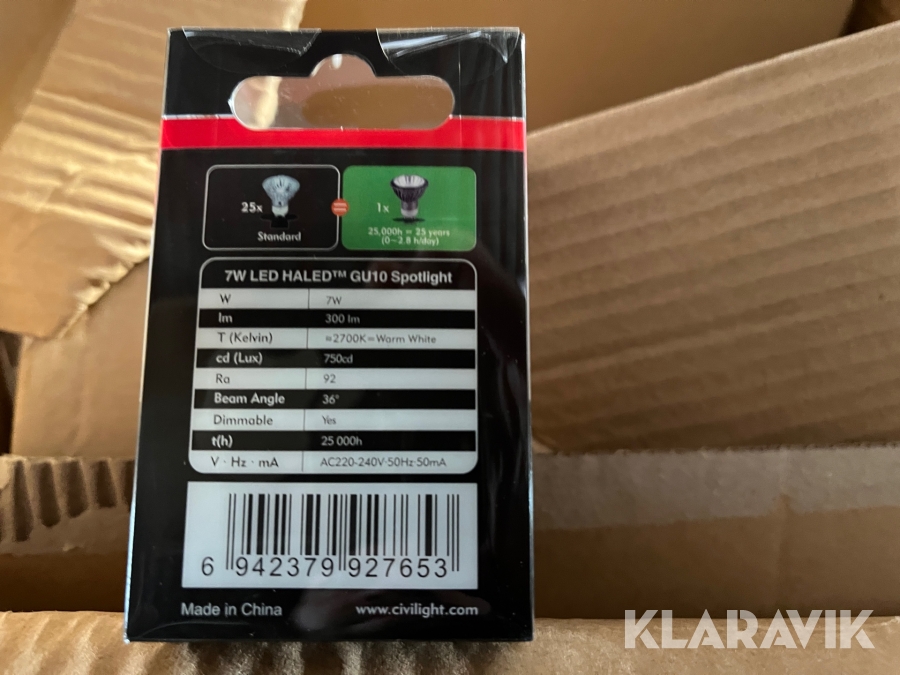 25x
Standard
=
1x
25,000h = 25 years
(0~2.8 h/day)
7W LED HALED™ GU10 Spotlight
W 7W
lm 300 lm
T (Kelvin) ≈2700K=Warm White
cd (Lux) 750cd
Ra 92
Beam Angle 36°
Dimmable Yes
t(h) 25 000h
V · Hz · mA AC220-240V·50Hz·50mA
6 942379 927653
Made in China www.civilight.com
KLARAVIK